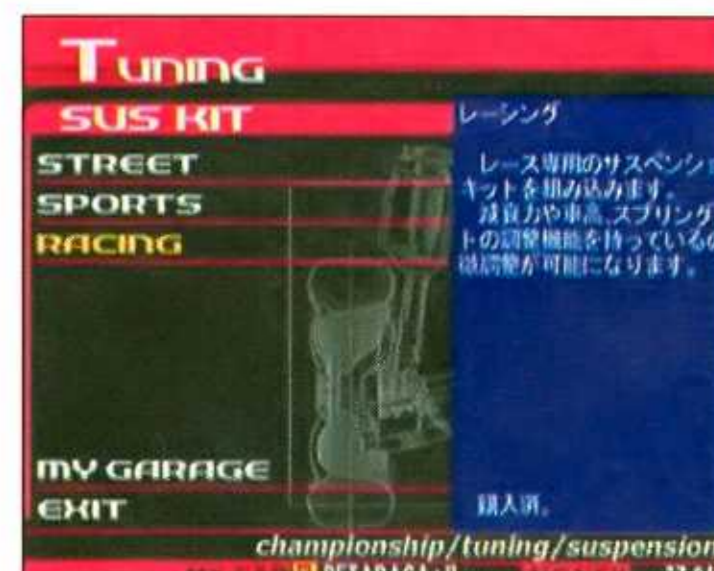 Tuning
SUS KIT
STREET
SPORTS
RACING
MY GARAGE
EXIT
レーシング
レース専用のサスペンショ
キットを組み込みます。
減衰力や車高、スプリング
トの調整機能を持っているの
微調整が可能になります。
購入済。
championship/tuning/suspension